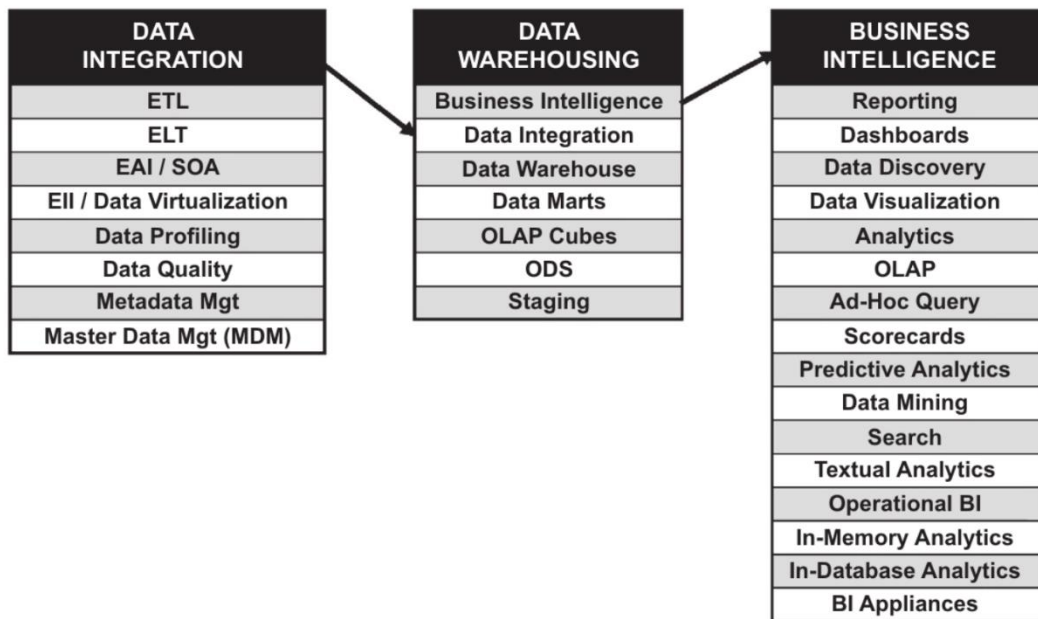 DATA
INTEGRATION
ETL
ELT
EAI / SOA
EII / Data Virtualization
Data Profiling
Data Quality
Metadata Mgt
Master Data Mgt (MDM)
DATA
WAREHOUSING
Business Intelligence
Data Integration
Data Warehouse
Data Marts
OLAP Cubes
ODS
Staging
BUSINESS
INTELLIGENCE
Reporting
Dashboards
Data Discovery
Data Visualization
Analytics
OLAP
Ad-Hoc Query
Scorecards
Predictive Analytics
Data Mining
Search
Textual Analytics
Operational BI
In-Memory Analytics
In-Database Analytics
BI Appliances